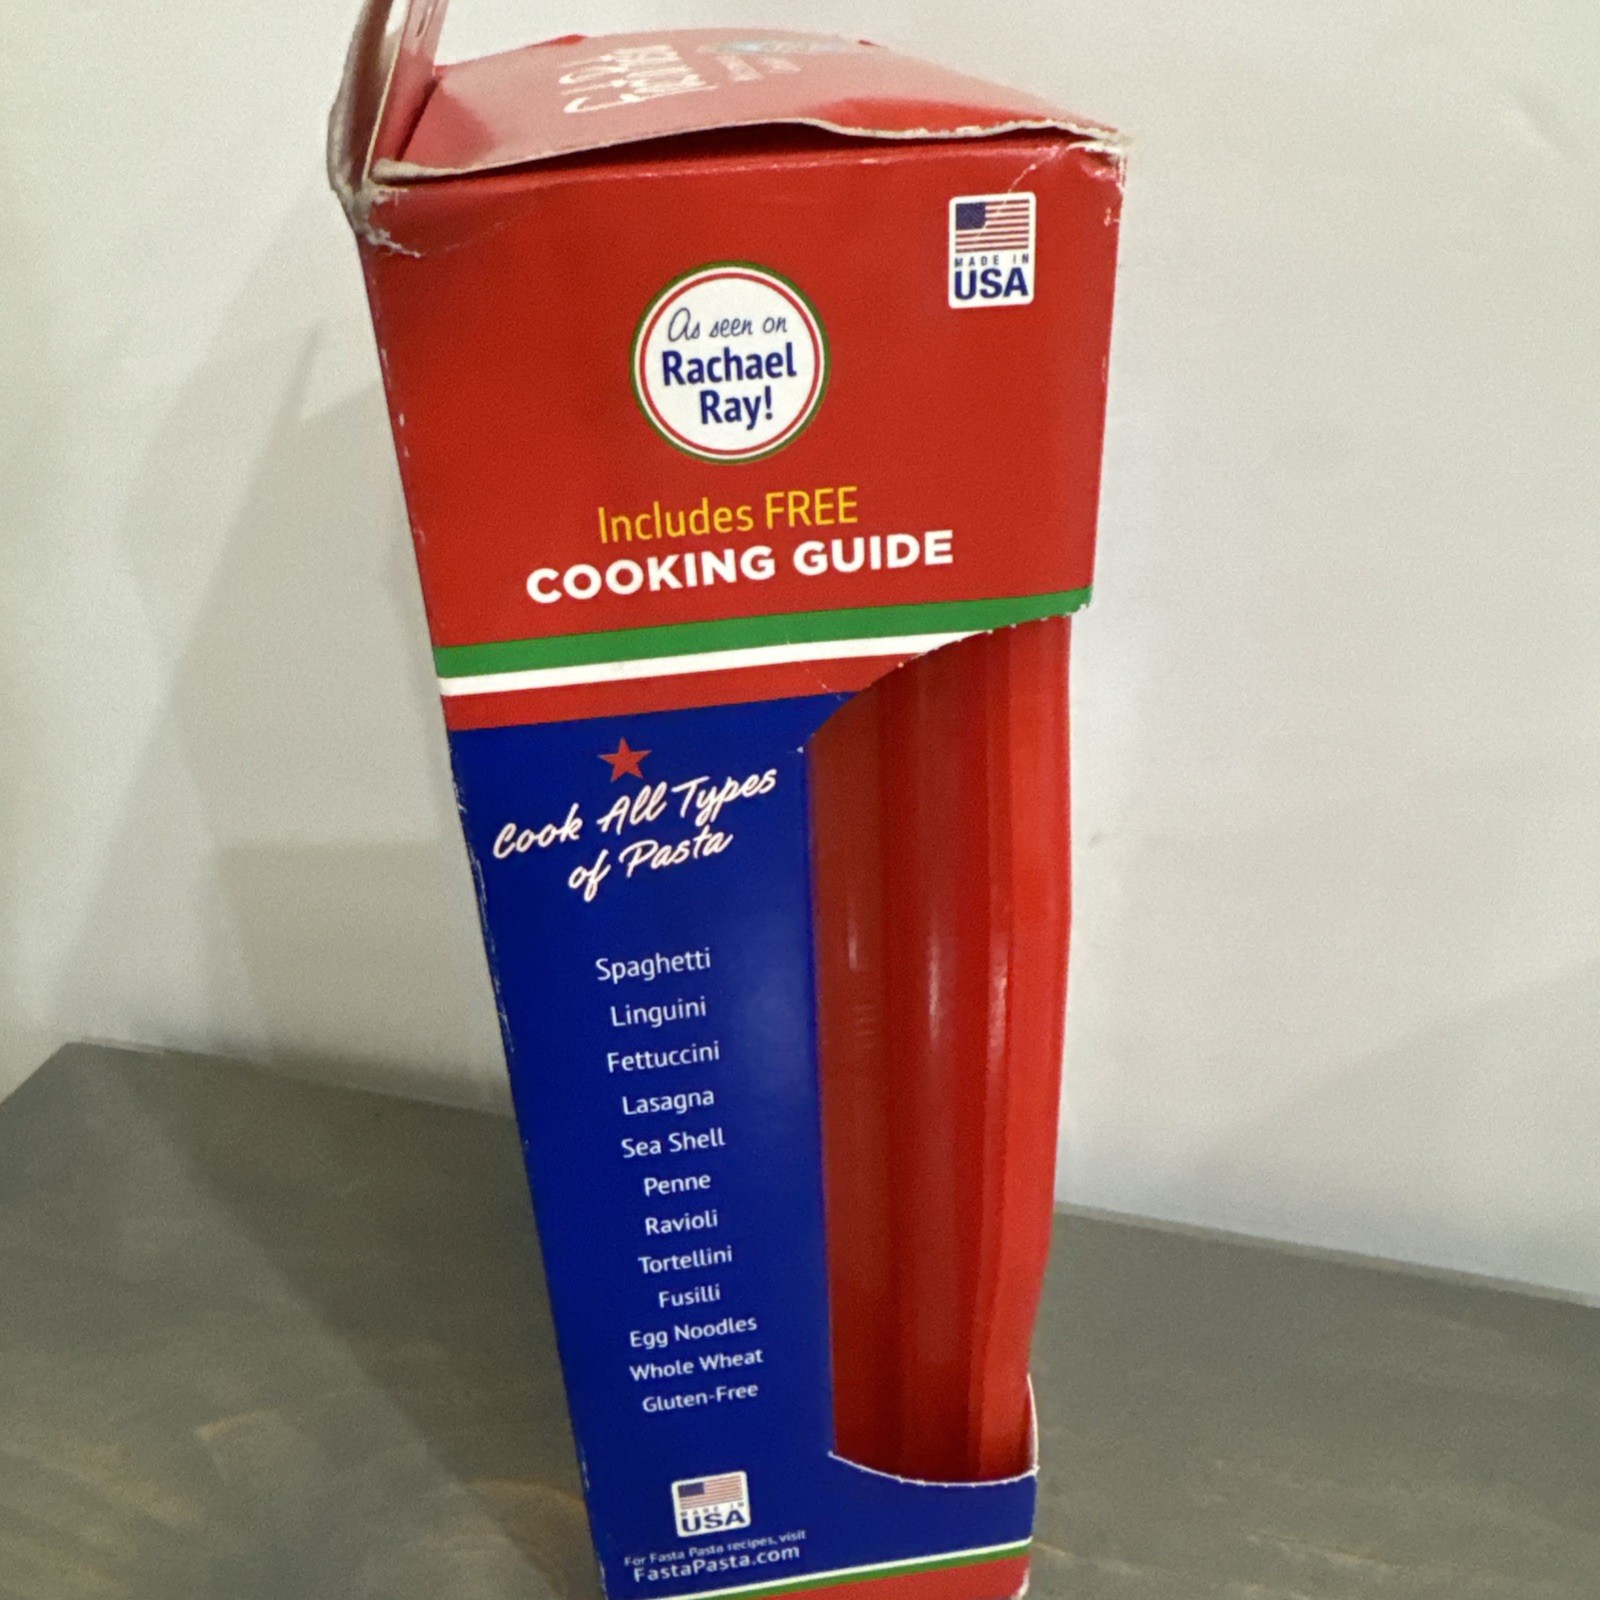 MADE IN
USA
As seen on
Rachael
Ray!
Includes FREE
COOKING GUIDE
Cook All Types
of Pasta
Spaghetti
Linguini
Fettuccini
Lasagna
Sea Shell
Penne
Ravioli
Tortellini
Fusilli
Egg Noodles
Whole Wheat
Gluten-Free
MADE IN
USA
For Fasta Pasta recipes, visit
FastaPasta.com